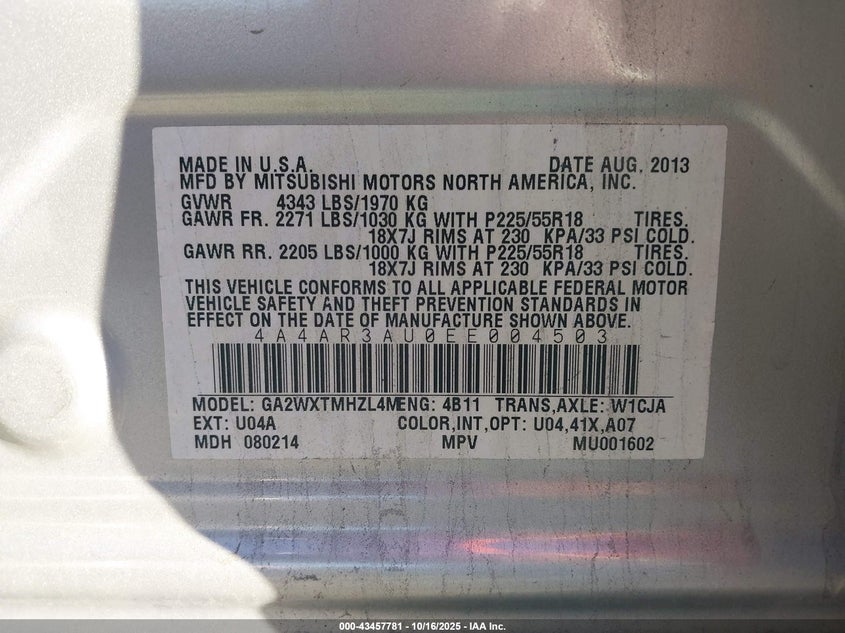 MADE IN U.S.A. DATE AUG. 2013
MFD BY MITSUBISHI MOTORS NORTH AMERICA, INC.
GVWR 4343 LBS/1970 KG
GAWR FR. 2271 LBS/1030 KG WITH P225/55R18 TIRES.
18X7J RIMS AT 230 KPA/33 PSI COLD.
GAWR RR. 2205 LBS/1000 KG WITH P225/55R18 TIRES.
18X7J RIMS AT 230 KPA/33 PSI COLD.
THIS VEHICLE CONFORMS TO ALL APPLICABLE FEDERAL MOTOR
VEHICLE SAFETY AND THEFT PREVENTION STANDARDS IN
EFFECT ON THE DATE OF MANUFACTURE SHOWN ABOVE.
4A4AR3AU0EE004503
MODEL: GA2WXTMHZL4M ENG: 4B11 TRANS,AXLE: W1CJA
EXT: U04A COLOR,INT,OPT: U04,41X,A07
MDH 080214 MPV MU001602
000-43457781 - 10/16/2025 - IAA Inc.